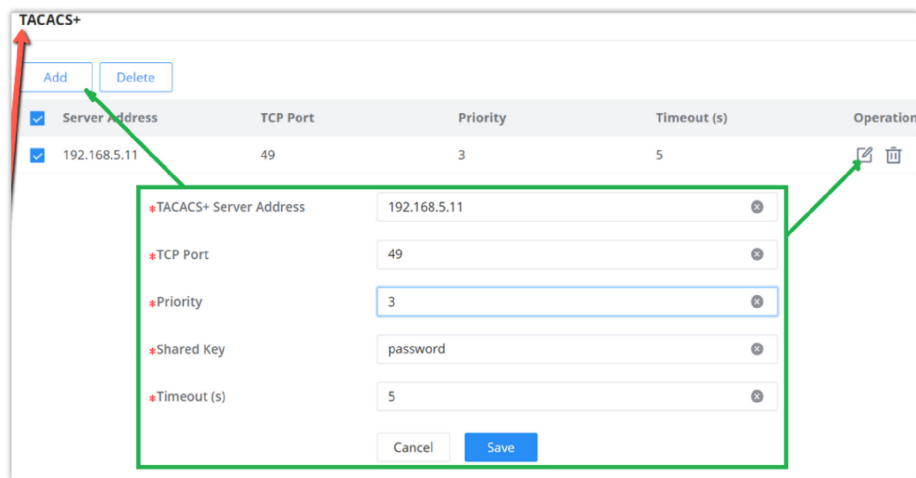 TACACS+
Add Delete
Server Address TCP Port Priority Timeout (s) Operation
192.168.5.11 49 3 5
*TACACS+ Server Address 192.168.5.11
*TCP Port 49
*Priority 3
*Shared Key password
*Timeout (s) 5
Cancel Save